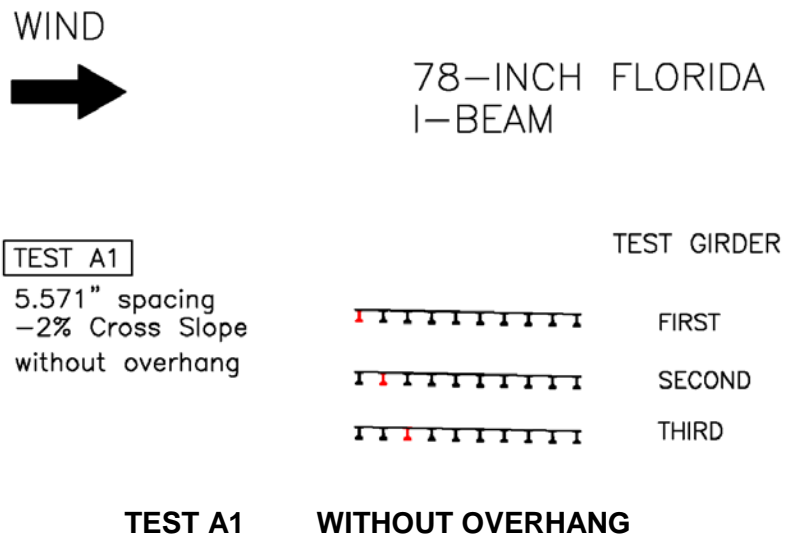 WIND
78-INCH FLORIDA
I-BEAM
TEST GIRDER
TEST A1
5.571" spacing
-2% Cross Slope
without overhang
FIRST
SECOND
THIRD
TEST A1 WITHOUT OVERHANG